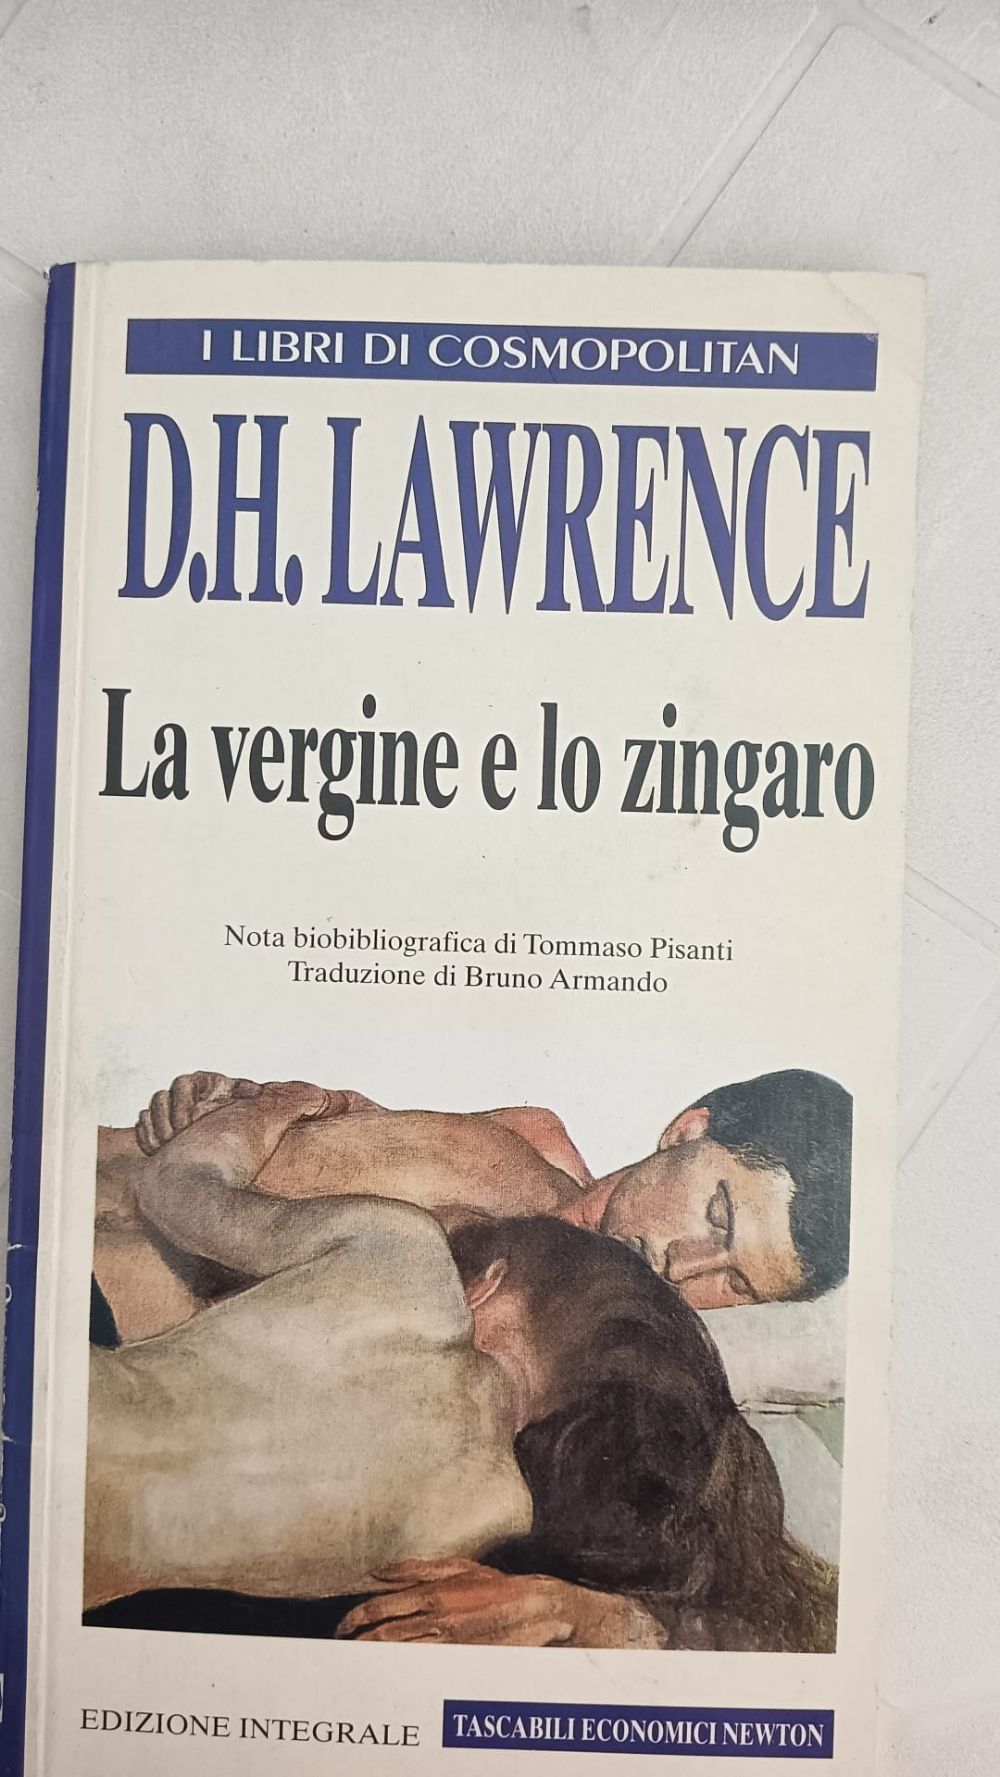 I LIBRI DI COSMOPOLITAN
D.H. LAWRENCE
La vergine e lo zingaro
Nota biobibliografica di Tommaso Pisanti
Traduzione di Bruno Armando
EDIZIONE INTEGRALE
TASCABILI ECONOMICI NEWTON